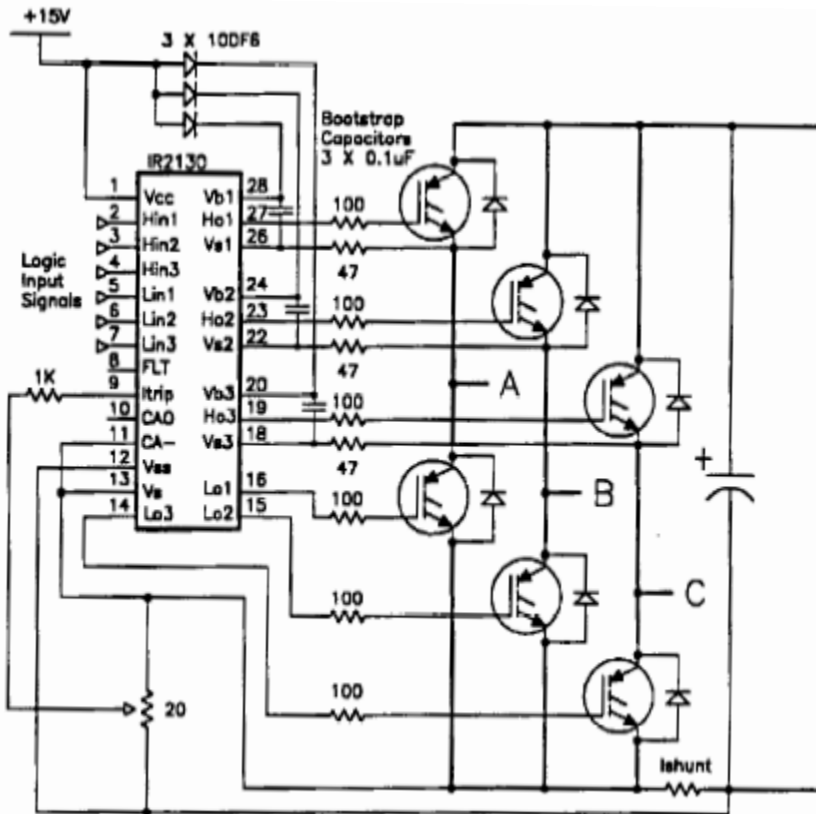 +15V
3 X 10DF6
Bootstrap
Capacitors
3 X 0.1uF
IR2130
1 Vcc Vb1 28
2 Hin1 Ho1 27 100
3 Hin2 Vs1 26
47
4 Hin3
Logic
Input
Signals
5 Lin1 Vb2 24
6 Lin2 Ho2 23 100
7 Lin3 Vs2 22
47
8 FLT
1K
9 Itrip Vb3 20
10 CAO Ho3 19 100
11 CA- Vs3 18
47
12 Vss
13 Vs Lo1 16 100
14 Lo3 Lo2 15
A
+
B
100
C
100
20
Ishunt